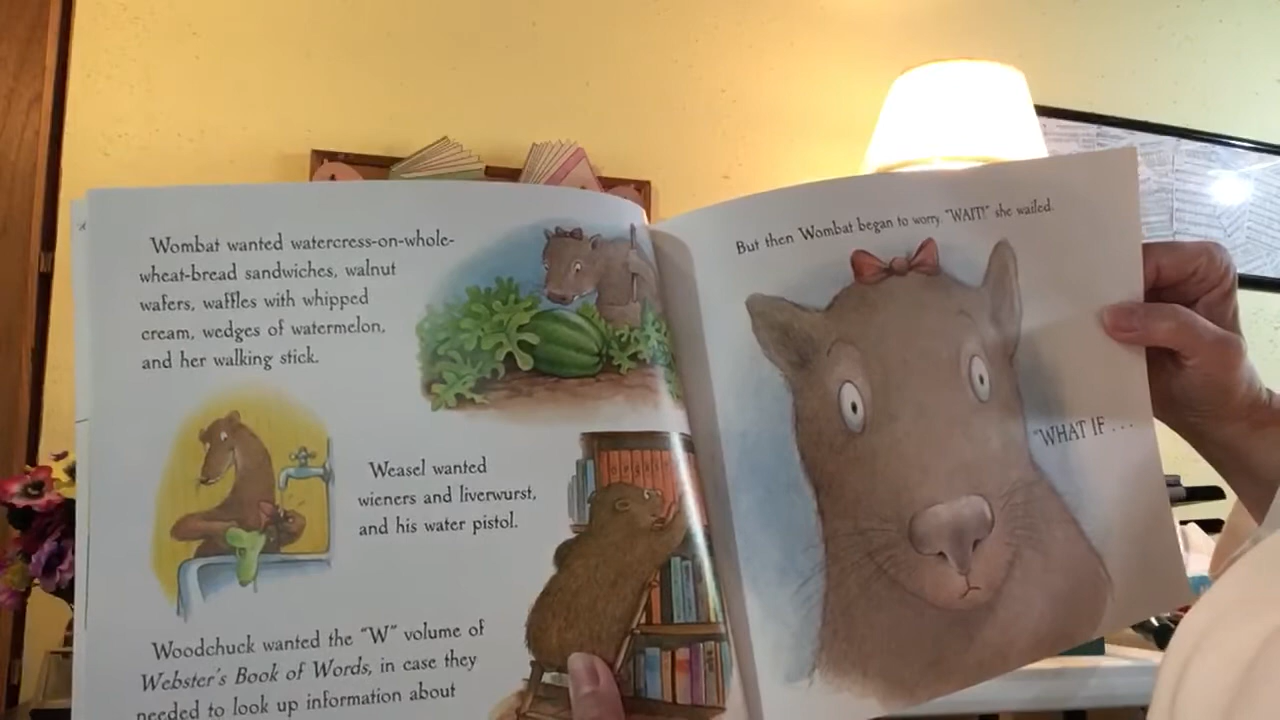 Wombat wanted watercress-on-whole-
wheat-bread sandwiches, walnut
wafers, waffles with whipped
cream, wedges of watermelon,
and her walking stick.
Weasel wanted
wieners and liverwurst,
and his water pistol.
Woodchuck wanted the "W" volume of
Webster's Book of Words, in case they
needed to look up information about
But then Wombat began to worry. "WAIT!" she wailed.
"WHAT IF . . .